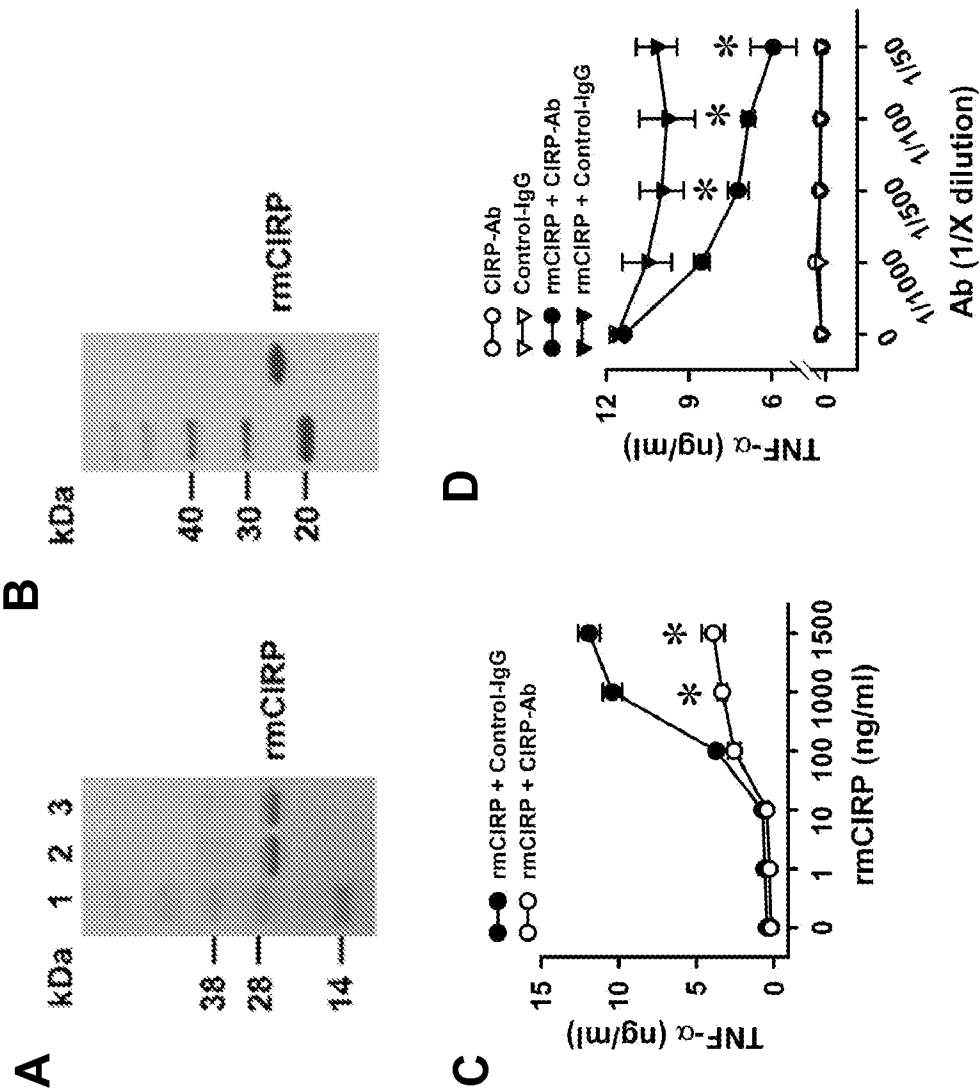 A
kDa
1 2 3
38
28
14
rmCIRP
B
kDa
40
30
20
rmCIRP
C
rmCIRP + Control-IgG
rmCIRP + CIRP-Ab
TNF-α (ng/ml)
15
10
5
0
0 1 10 100 1000 1500
rmCIRP (ng/ml)
* *
D
CIRP-Ab
Control-IgG
rmCIRP + CIRP-Ab
rmCIRP + Control-IgG
TNF-α (ng/ml)
12
9
6
0
* * *
0 1/1000 1/500 1/100 1/50
Ab (1/X dilution)